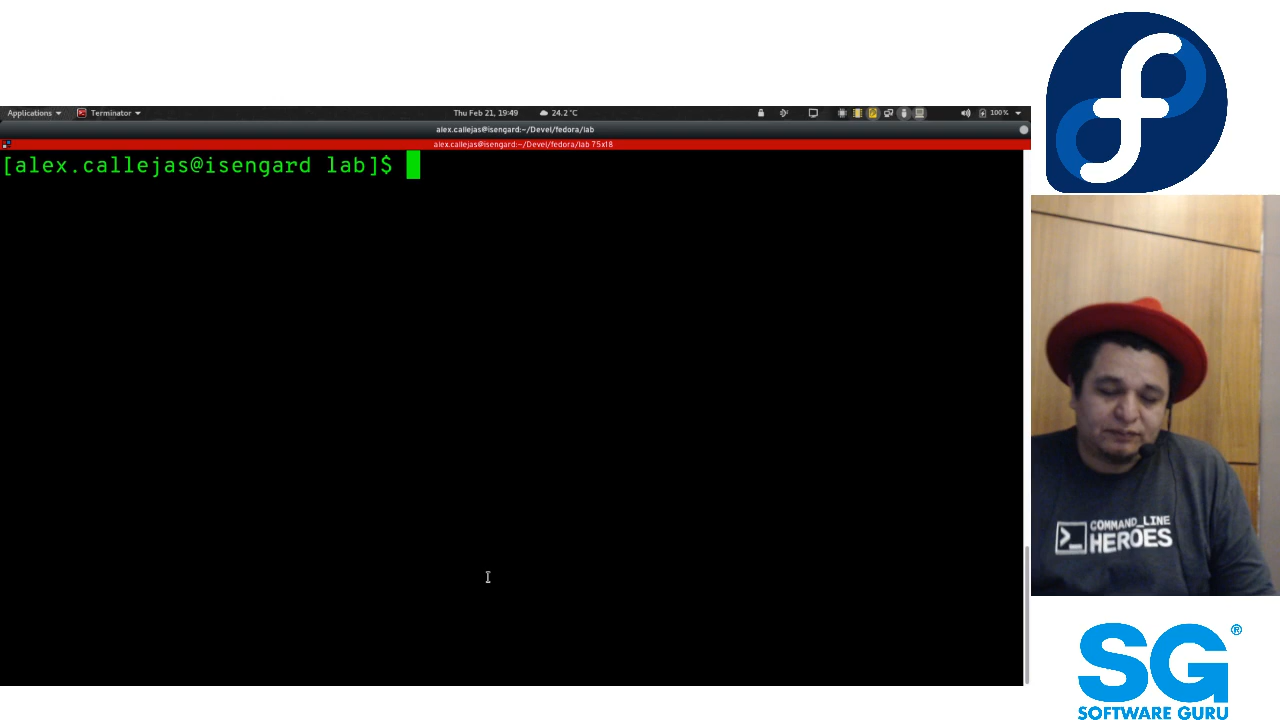 Applications Terminator Thu Feb 21, 19:49 24.2°C 100%
alex.callejas@isengard:~/Devel/fedora/lab
alex.callejas@isengard:~/Devel/fedora/lab 75x18
[alex.callejas@isengard lab]$
COMMAND_LINE
HEROES
SG®
SOFTWARE GURU